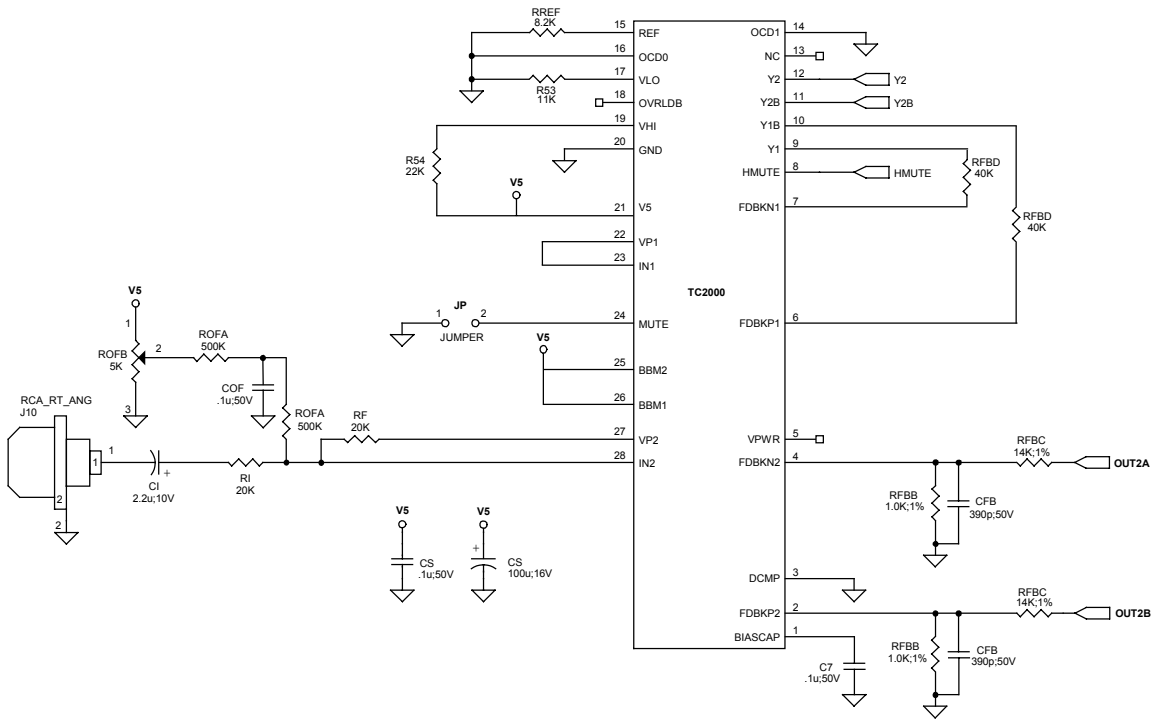 RREF
8.2K
15
REF
16
OCD0
17
VLO
R53
11K
18
OVRLDB
19
VHI
20
GND
R54
22K
V5
21
V5
22
VP1
23
IN1
TC2000
JP
1
2
JUMPER
24
MUTE
V5
25
BBM2
26
BBM1
27
VP2
28
IN2
V5
1
ROFB
5K
2
3
ROFA
500K
COF
.1u;50V
ROFA
500K
RF
20K
RCA_RT_ANG
J10
1
1
2
2
CI
+
2.2u;10V
RI
20K
V5
CS
.1u;50V
V5
+
CS
100u;16V
OCD1
14
NC
13
Y2
12
Y2
Y2B
11
Y2B
Y1B
10
Y1
9
HMUTE
8
HMUTE
RFBD
40K
FDBKN1
7
RFBD
40K
FDBKP1
6
VPWR
5
FDBKN2
4
RFBC
14K;1%
OUT2A
RFBB
1.0K;1%
CFB
390p;50V
DCMP
3
FDBKP2
2
RFBC
14K;1%
OUT2B
BIASCAP
1
RFBB
1.0K;1%
CFB
390p;50V
C7
.1u;50V